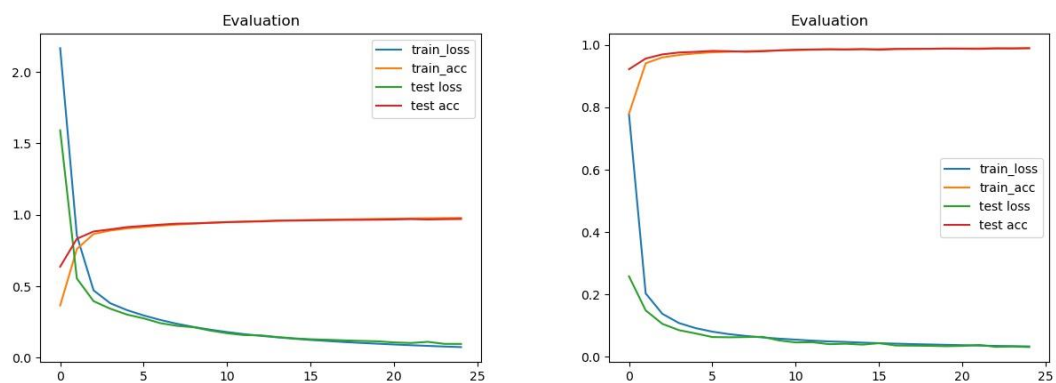 Evaluation
2.0
1.5
1.0
0.5
0.0
0 5 10 15 20 25
train_loss
train_acc
test loss
test acc
Evaluation
1.0
0.8
0.6
0.4
0.2
0.0
0 5 10 15 20 25
train_loss
train_acc
test loss
test acc